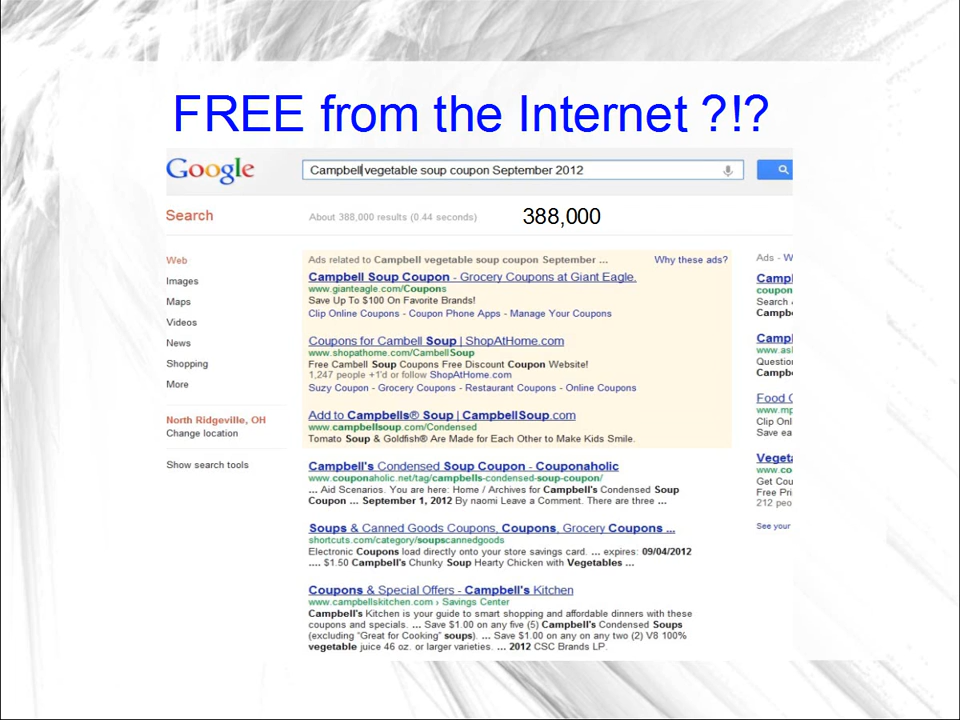 FREE from the Internet ?!?
Google
Campbell vegetable soup coupon September 2012
Search
About 388,000 results (0.44 seconds)
388,000
Web
Images
Maps
Videos
News
Shopping
More
North Ridgeville, OH
Change location
Show search tools
Ads related to Campbell vegetable soup coupon September ...
Why these ads?
Campbell Soup Coupon - Grocery Coupons at Giant Eagle.
www.gianteagle.com/Coupons
Save Up To $100 On Favorite Brands!
Clip Online Coupons - Coupon Phone Apps - Manage Your Coupons
Coupons for Cambell Soup | ShopAtHome.com
www.shopathome.com/CambellSoup
Free Cambell Soup Coupons Free Discount Coupon Website!
1,247 people +1'd or follow ShopAtHome.com
Suzy Coupon - Grocery Coupons - Restaurant Coupons - Online Coupons
Add to Campbells® Soup | CampbellSoup.com
www.campbellsoup.com/Condensed
Tomato Soup & Goldfish® Are Made for Each Other to Make Kids Smile.
Campbell's Condensed Soup Coupon - Couponaholic
www.couponaholic.net/tag/campbells-condensed-soup-coupon/
... Aid Scenarios. You are here: Home / Archives for Campbell's Condensed Soup
Coupon ... September 1, 2012 By naomi Leave a Comment. There are three ...
Soups & Canned Goods Coupons, Coupons, Grocery Coupons ...
shortcuts.com/category/soupscannedgoods
Electronic Coupons load directly onto your store savings card. ... expires: 09/04/2012
.... $1.50 Campbell's Chunky Soup Hearty Chicken with Vegetables ...
Coupons & Special Offers - Campbell's Kitchen
www.campbellskitchen.com › Savings Center
Campbell's Kitchen is your guide to smart shopping and affordable dinners with these
coupons and specials. ... Save $1.00 on any five (5) Campbell's Condensed Soups
(excluding "Great for Cooking" soups). ... Save $1.00 on any on any two (2) V8 100%
vegetable juice 46 oz. or larger varieties. ... 2012 CSC Brands LP.
Ads - W
Campl
coupon
Search
Campb
Campl
www.as
Question
Campb
Food C
www.mp
Clip Onl
Save ea
Vegeta
www.co
Get Cou
Free Pri
212 peo
See your